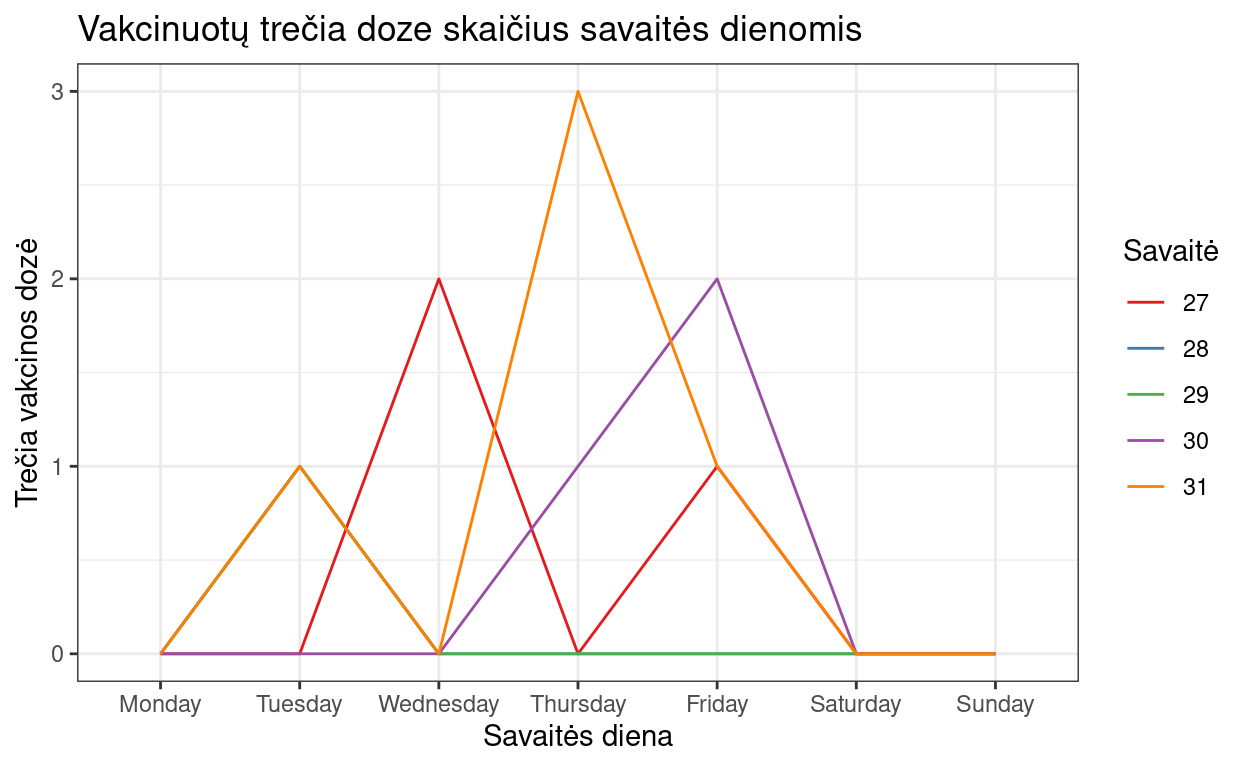 Vakcinuotų trečia doze skaičius savaitės dienomis
Trečia vakcinos dozė
3
2
1
0
Monday Tuesday Wednesday Thursday Friday Saturday Sunday
Savaitės diena
Savaitė
27
28
29
30
31